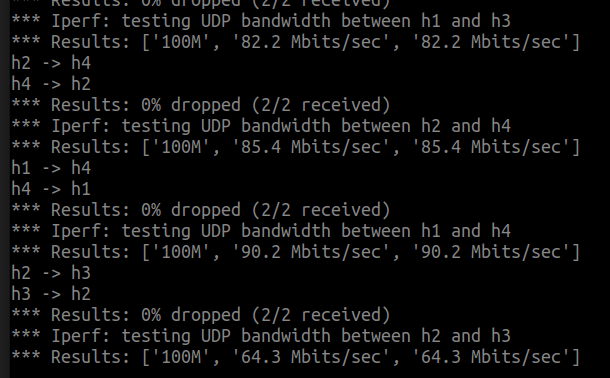 *** Results: 0% dropped (2/2 received)
*** Iperf: testing UDP bandwidth between h1 and h3
*** Results: ['100M', '82.2 Mbits/sec', '82.2 Mbits/sec']
h2 -> h4
h4 -> h2
*** Results: 0% dropped (2/2 received)
*** Iperf: testing UDP bandwidth between h2 and h4
*** Results: ['100M', '85.4 Mbits/sec', '85.4 Mbits/sec']
h1 -> h4
h4 -> h1
*** Results: 0% dropped (2/2 received)
*** Iperf: testing UDP bandwidth between h1 and h4
*** Results: ['100M', '90.2 Mbits/sec', '90.2 Mbits/sec']
h2 -> h3
h3 -> h2
*** Results: 0% dropped (2/2 received)
*** Iperf: testing UDP bandwidth between h2 and h3
*** Results: ['100M', '64.3 Mbits/sec', '64.3 Mbits/sec']